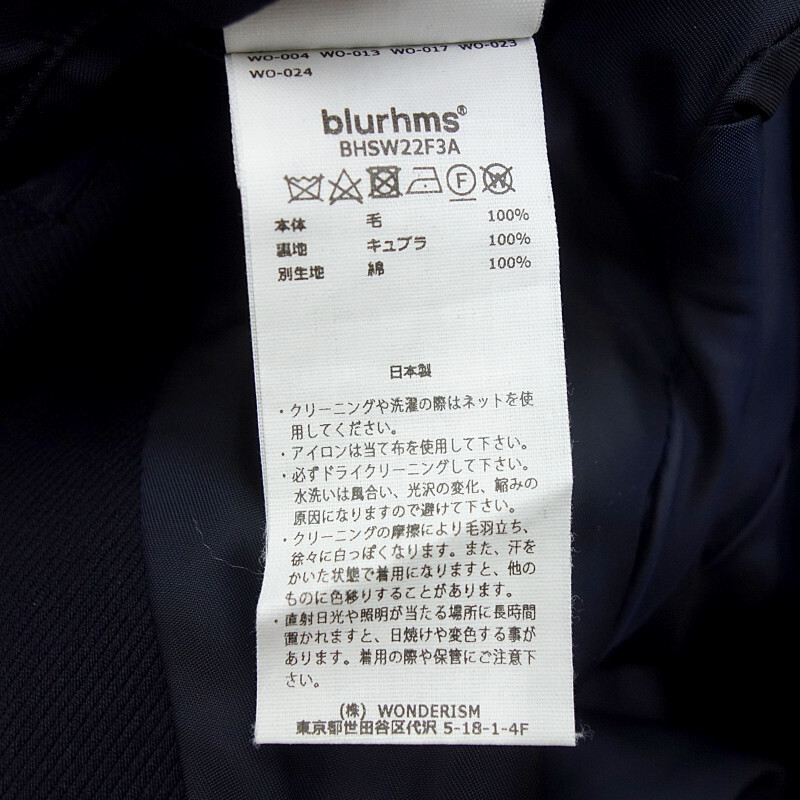 WO-004 WO-013 WO-017 WO-023
WO-024
blurhms®
BHSW22F3A
F W
本体 毛 100%
裏地 キュプラ 100%
別生地 綿 100%
日本製
・クリーニングや洗濯の際はネットを使
用してください。
・アイロンは当て布を使用して下さい。
・必ずドライクリーニングして下さい。
水洗いは風合い、光沢の変化、縮みの
原因になりますので避けて下さい。
・クリーニングの摩擦により毛羽立ち、
徐々に白っぽくなります。また、汗を
かいた状態で着用になりますと、他の
ものに色移りすることがあります。
・直射日光や照明が当たる場所に長時間
置かれますと、日焼けや変色する事が
あります。着用の際や保管にご注意下
さい。
(株) WONDERISM
東京都世田谷区代沢 5-18-1-4F